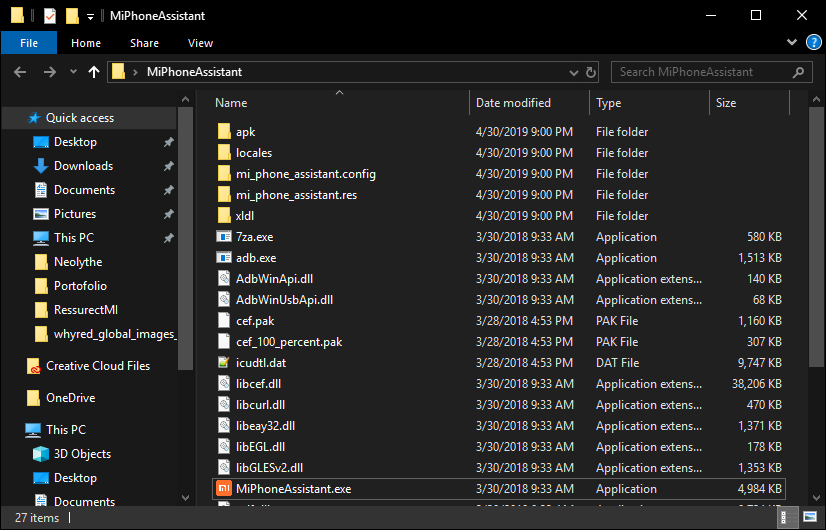 MiPhoneAssistant
File Home Share View
MiPhoneAssistant
Search MiPhoneAssistant
Quick access
Desktop
Downloads
Documents
Pictures
This PC
Neolythe
Portofolio
RessurectMI
whyred_global_images_
Creative Cloud Files
OneDrive
This PC
3D Objects
Desktop
Documents
Name Date modified Type Size
apk 4/30/2019 9:00 PM File folder
locales 4/30/2019 9:00 PM File folder
mi_phone_assistant.config 4/30/2019 9:00 PM File folder
mi_phone_assistant.res 4/30/2019 9:00 PM File folder
xldl 4/30/2019 9:00 PM File folder
7za.exe 3/30/2018 9:33 AM Application 580 KB
adb.exe 3/30/2018 9:33 AM Application 1,513 KB
AdbWinApi.dll 3/30/2018 9:33 AM Application extens... 140 KB
AdbWinUsbApi.dll 3/30/2018 9:33 AM Application extens... 68 KB
cef.pak 3/28/2018 4:53 PM PAK File 1,160 KB
cef_100_percent.pak 3/28/2018 4:53 PM PAK File 307 KB
icudtl.dat 3/28/2018 4:53 PM DAT File 9,747 KB
libcef.dll 3/30/2018 9:33 AM Application extens... 38,206 KB
libcurl.dll 3/30/2018 9:33 AM Application extens... 470 KB
libeay32.dll 3/30/2018 9:33 AM Application extens... 1,371 KB
libEGL.dll 3/30/2018 9:33 AM Application extens... 178 KB
libGLESv2.dll 3/30/2018 9:33 AM Application extens... 1,353 KB
MiPhoneAssistant.exe 3/30/2018 9:33 AM Application 4,984 KB
27 items